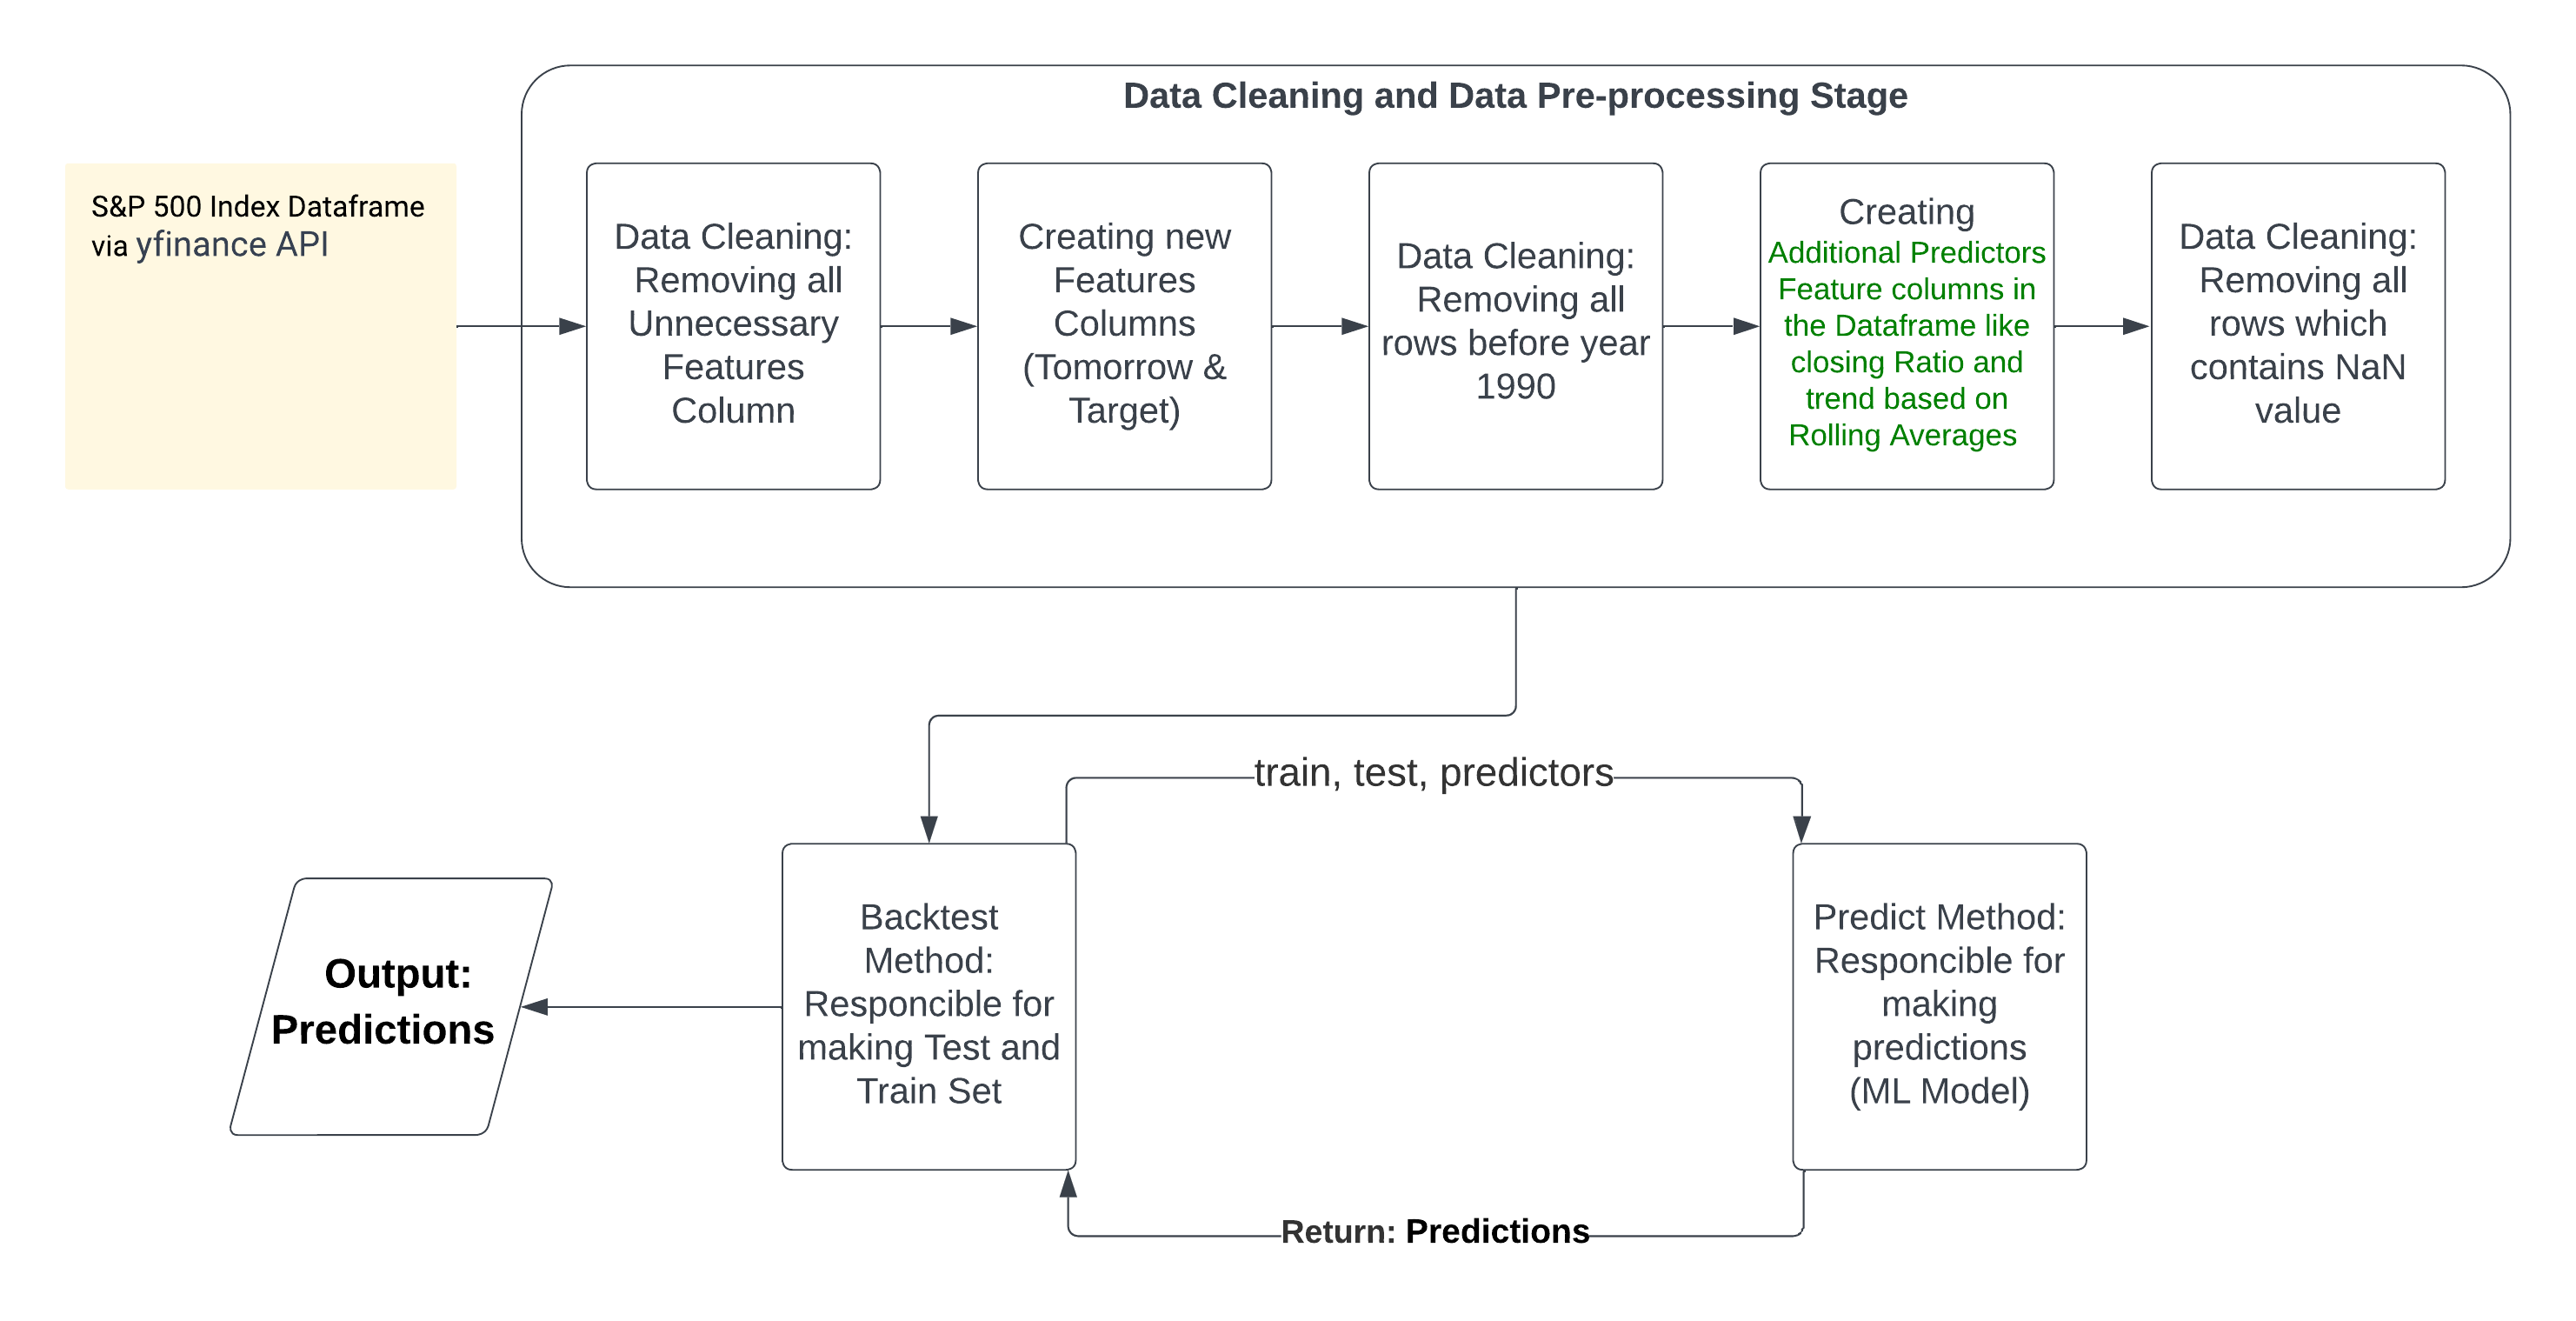 Data Cleaning and Data Pre-processing Stage
S&P 500 Index Dataframe
via yfinance API
Data Cleaning:
Removing all
Unnecessary
Features
Column
Creating new
Features
Columns
(Tomorrow &
Target)
Data Cleaning:
Removing all
rows before year
1990
Creating
Additional Predictors
Feature columns in
the Dataframe like
closing Ratio and
trend based on
Rolling Averages
Data Cleaning:
Removing all
rows which
contains NaN
value
train, test, predictors
Output:
Predictions
Backtest
Method:
Responcible for
making Test and
Train Set
Predict Method:
Responcible for
making
predictions
(ML Model)
Return: Predictions